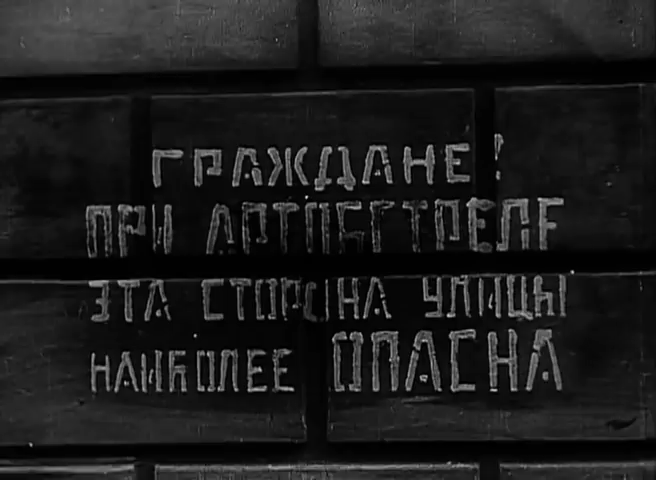 ГРАЖДАНЕ!
ПРИ АРТОБСТРЕЛЕ
ЭТА СТОРОНА УЛИЦЫ
НАИБОЛЕЕ ОПАСНА